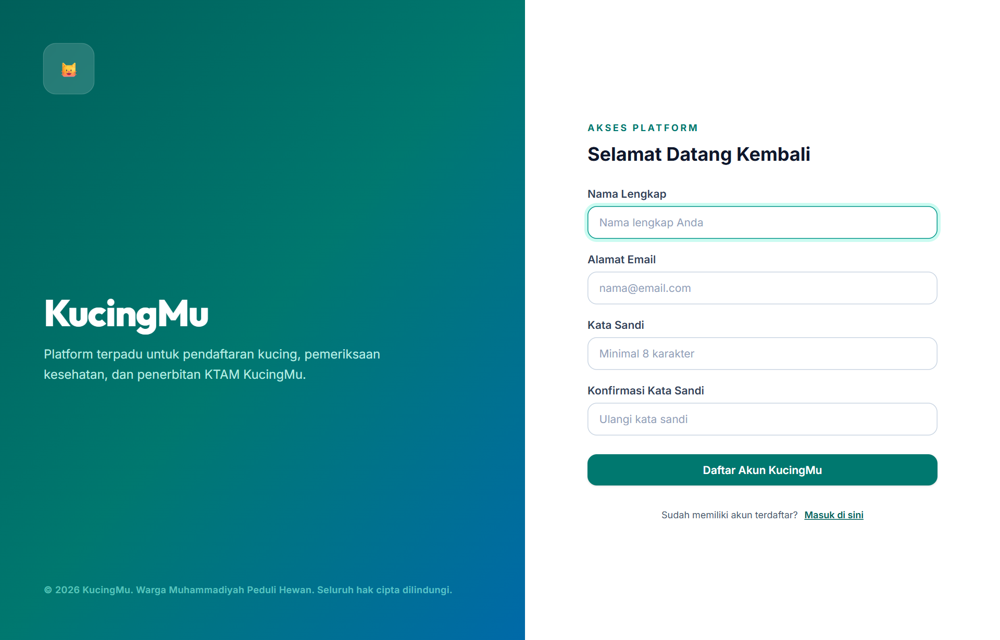 KucingMu
Platform terpadu untuk pendaftaran kucing, pemeriksaan
kesehatan, dan penerbitan KTAM KucingMu.
© 2026 KucingMu. Warga Muhammadiyah Peduli Hewan. Seluruh hak cipta dilindungi.
AKSES PLATFORM
Selamat Datang Kembali
Nama Lengkap
Nama lengkap Anda
Alamat Email
nama@email.com
Kata Sandi
Minimal 8 karakter
Konfirmasi Kata Sandi
Ulangi kata sandi
Daftar Akun KucingMu
Sudah memiliki akun terdaftar? Masuk di sini